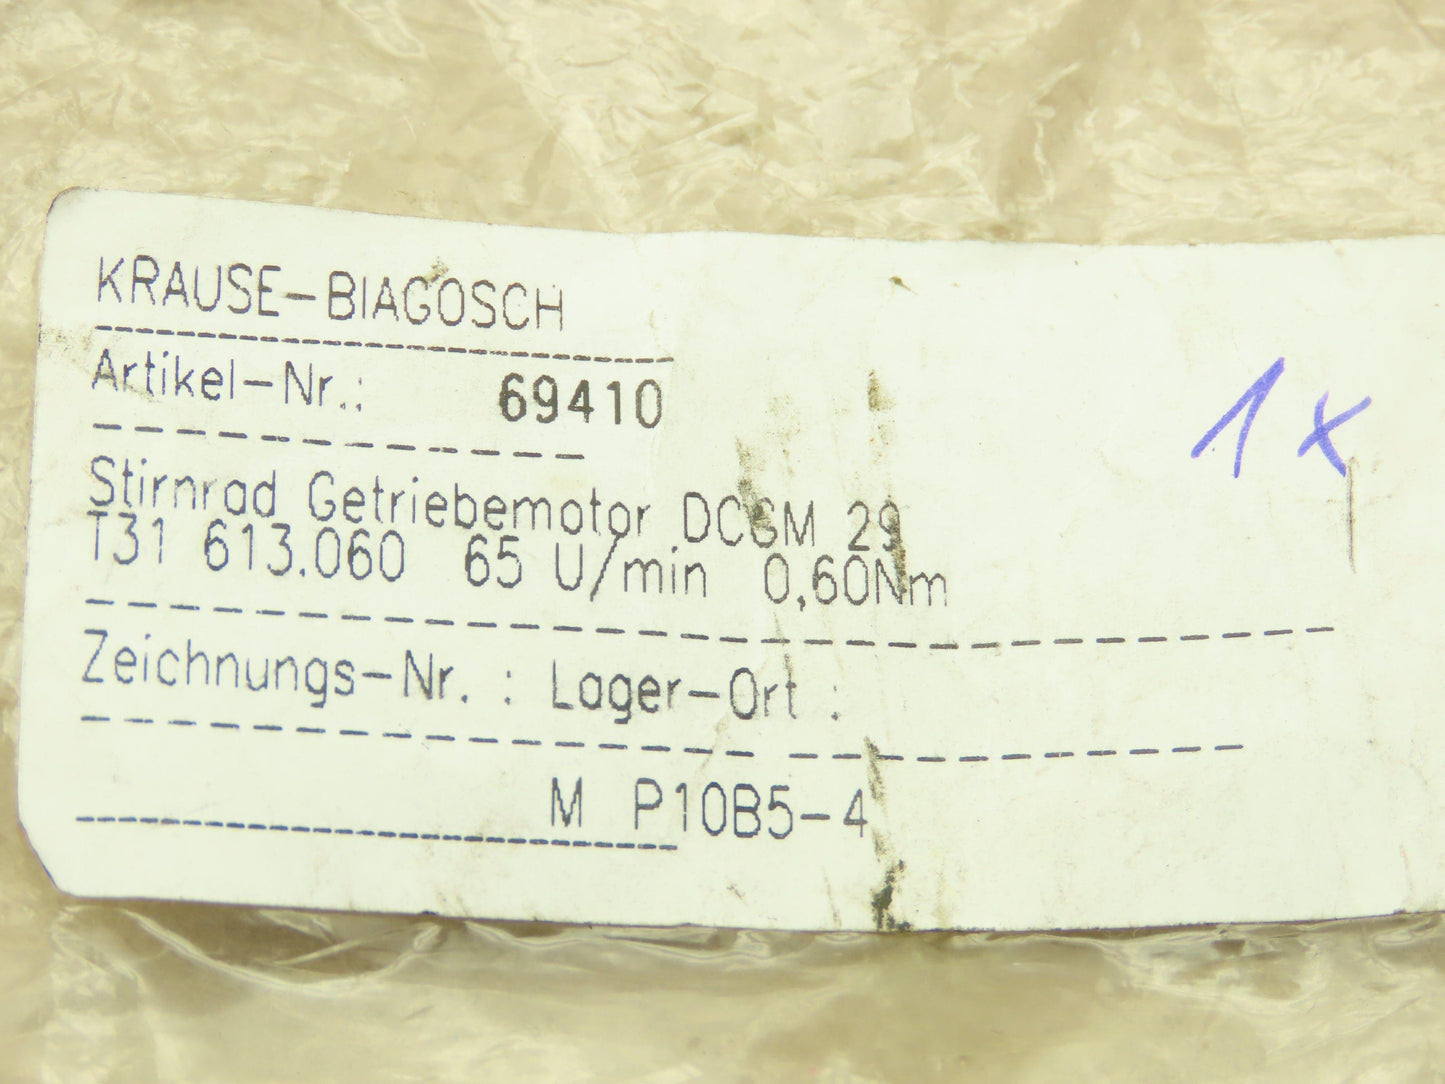 KRAUSE-BIAGOSCH
Artikel-Nr.: 69410
1x
Stirnrad Getriebemotor DCGM 29
T31 613.060 65 U/min 0,60Nm
Zeichnungs-Nr. : Lager-Ort :
M P10B5-4